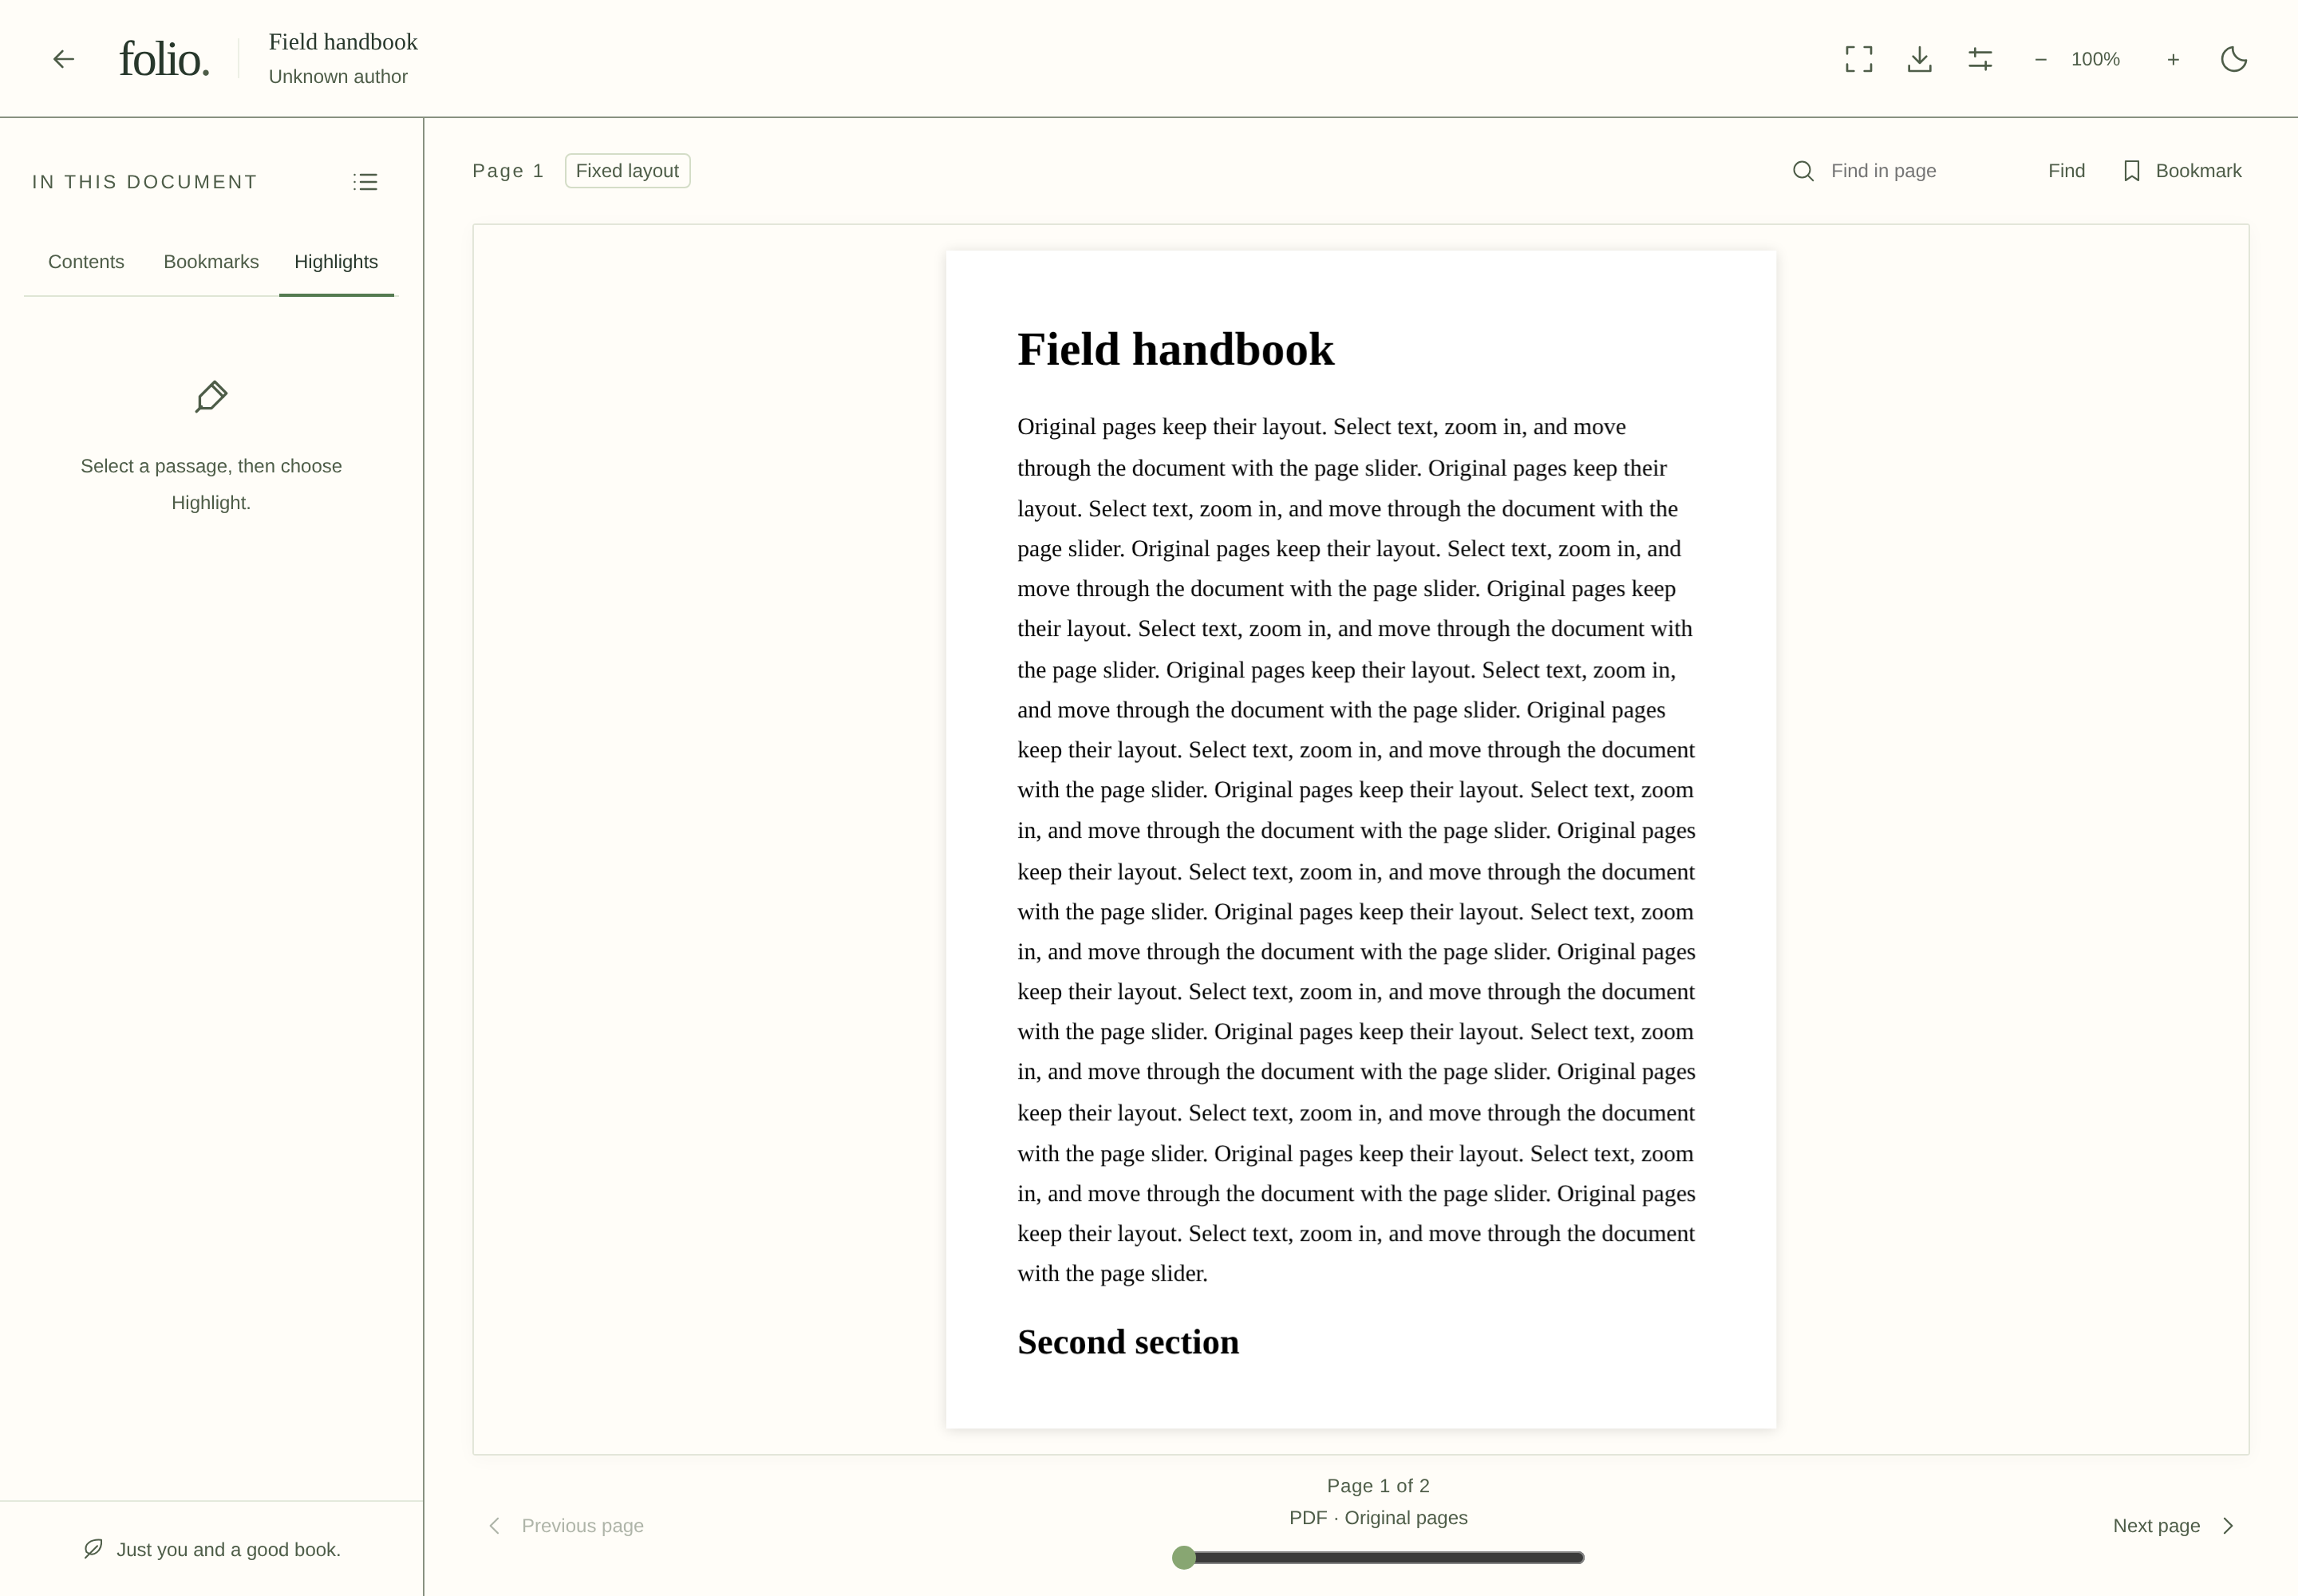 folio.
Field handbook
Unknown author
100%
IN THIS DOCUMENT
Contents
Bookmarks
Highlights
Select a passage, then choose
Highlight.
Just you and a good book.
Page 1
Fixed layout
Find in page
Find
Bookmark
Field handbook
Original pages keep their layout. Select text, zoom in, and move
through the document with the page slider. Original pages keep their
layout. Select text, zoom in, and move through the document with the
page slider. Original pages keep their layout. Select text, zoom in, and
move through the document with the page slider. Original pages keep
their layout. Select text, zoom in, and move through the document with
the page slider. Original pages keep their layout. Select text, zoom in,
and move through the document with the page slider. Original pages
keep their layout. Select text, zoom in, and move through the document
with the page slider. Original pages keep their layout. Select text, zoom
in, and move through the document with the page slider. Original pages
keep their layout. Select text, zoom in, and move through the document
with the page slider. Original pages keep their layout. Select text, zoom
in, and move through the document with the page slider. Original pages
keep their layout. Select text, zoom in, and move through the document
with the page slider. Original pages keep their layout. Select text, zoom
in, and move through the document with the page slider. Original pages
keep their layout. Select text, zoom in, and move through the document
with the page slider. Original pages keep their layout. Select text, zoom
in, and move through the document with the page slider. Original pages
keep their layout. Select text, zoom in, and move through the document
with the page slider.
Second section
Previous page
Page 1 of 2
PDF · Original pages
Next page